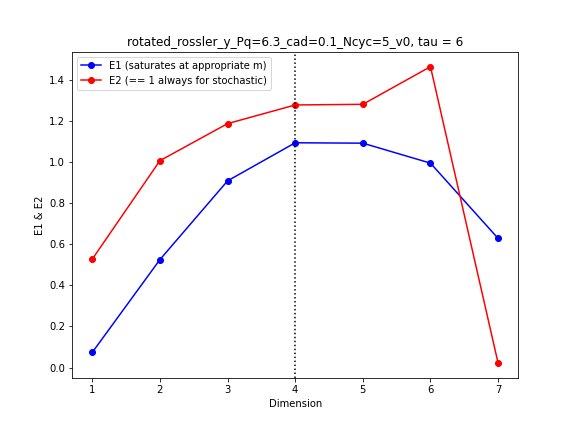 rotated_rossler_y_Pq=6.3_cad=0.1_Ncyc=5_v0, tau = 6
E1 (saturates at appropriate m)
E2 (== 1 always for stochastic)
E1 & E2
1.4
1.2
1.0
0.8
0.6
0.4
0.2
0.0
1 2 3 4 5 6 7
Dimension